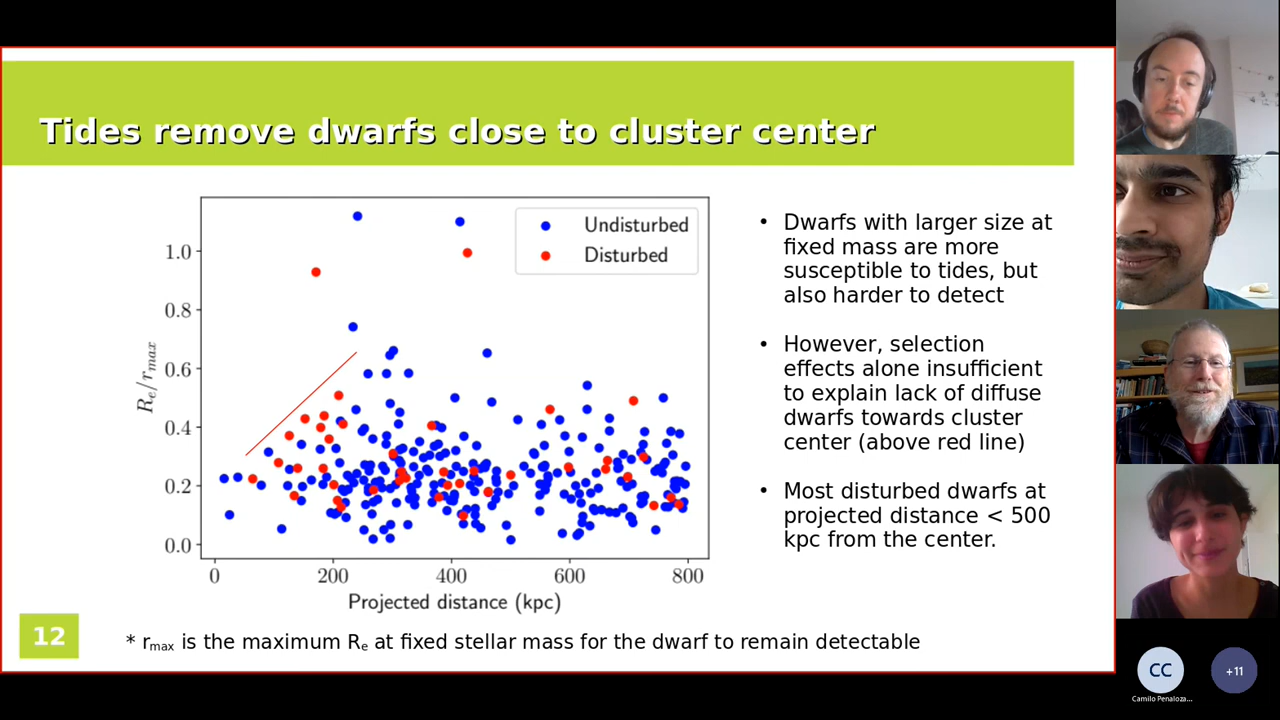 Tides remove dwarfs close to cluster center
Undisturbed
Disturbed
1.0
0.8
0.6
0.4
0.2
0.0
Re/rmax
0 200 400 600 800
Projected distance (kpc)
• Dwarfs with larger size at
fixed mass are more
susceptible to tides, but
also harder to detect
• However, selection
effects alone insufficient
to explain lack of diffuse
dwarfs towards cluster
center (above red line)
• Most disturbed dwarfs at
projected distance < 500
kpc from the center.
12
* rmax is the maximum Re at fixed stellar mass for the dwarf to remain detectable
CC
+11
Camilo Penaloza...